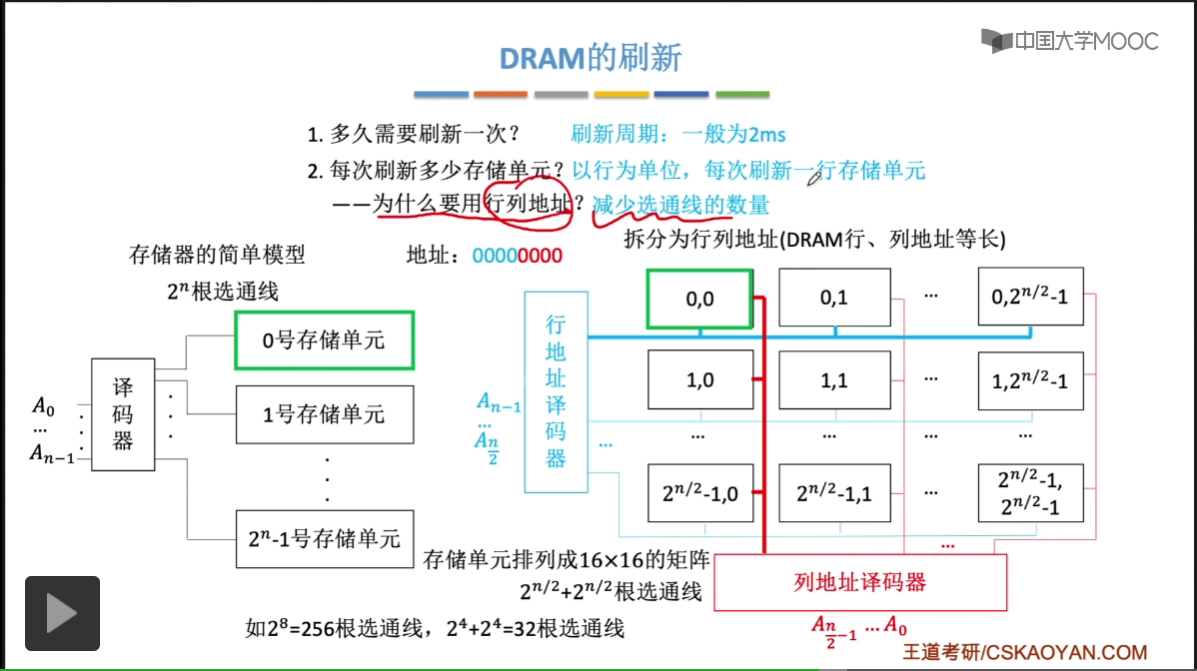 中国大学MOOC
DRAM的刷新
1. 多久需要刷新一次? 刷新周期：一般为2ms
2. 每次刷新多少存储单元? 以行为单位，每次刷新一行存储单元
——为什么要用行列地址? 减少选通线的数量
存储器的简单模型
2ⁿ根选通线
地址：00000000
拆分为行列地址(DRAM行、列地址等长)
A₀
...
Aₙ₋₁
译码器
0号存储单元
1号存储单元
2ⁿ-1号存储单元
行地址译码器
Aₙ₋₁
...
A_{n/2}
0,0 0,1 ... 0,2^{n/2}-1
1,0 1,1 ... 1,2^{n/2}-1
... ... ... ... ...
2^{n/2}-1,0 2^{n/2}-1,1 ... 2^{n/2}-1,
2^{n/2}-1
...
存储单元排列成16×16的矩阵
2^{n/2}+2^{n/2}根选通线
列地址译码器
A_{n/2-1} ...A₀
如2⁸=256根选通线，2⁴+2⁴=32根选通线
王道考研/CSKAOYAN.COM